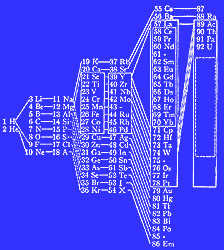 1 H
2 He
3 Li
4 Be
5 B
6 C
7 N
8 O
9 F
10 Ne
11 Na
12 Mg
13 Al
14 Si
15 P
16 S
17 Cl
18 A
19 K
20 Ca
21 Sc
22 Ti
23 V
24 Cr
25 Mn
26 Fe
27 Co
28 Ni
29 Cu
30 Zn
31 Ga
32 Ge
33 As
34 Se
35 Br
36 Kr
37 Rb
38 Sr
39 Y
40 Zr
41 Nb
42 Mo
43 -
44 Ru
45 Rh
46 Pd
47 Ag
48 Cd
49 In
50 Sn
51 Sb
52 Te
53 I
54 X
55 Cs
56 Ba
57 La
58 Ce
59 Pr
60 Nd
61 -
62 Sm
63 Eu
64 Gd
65 Tb
66 Ds
67 Ho
68 Er
69 Tm
70 Yb
71 Cp
72 Hf
73 Ta
74 W
75 -
76 Os
77 Ir
78 Pt
79 Au
80 Hg
81 Tl
82 Pb
83 Bi
84 Po
85 -
86 Em
87 -
88 Ra
89 Ac
90 Th
91 Pa
92 U